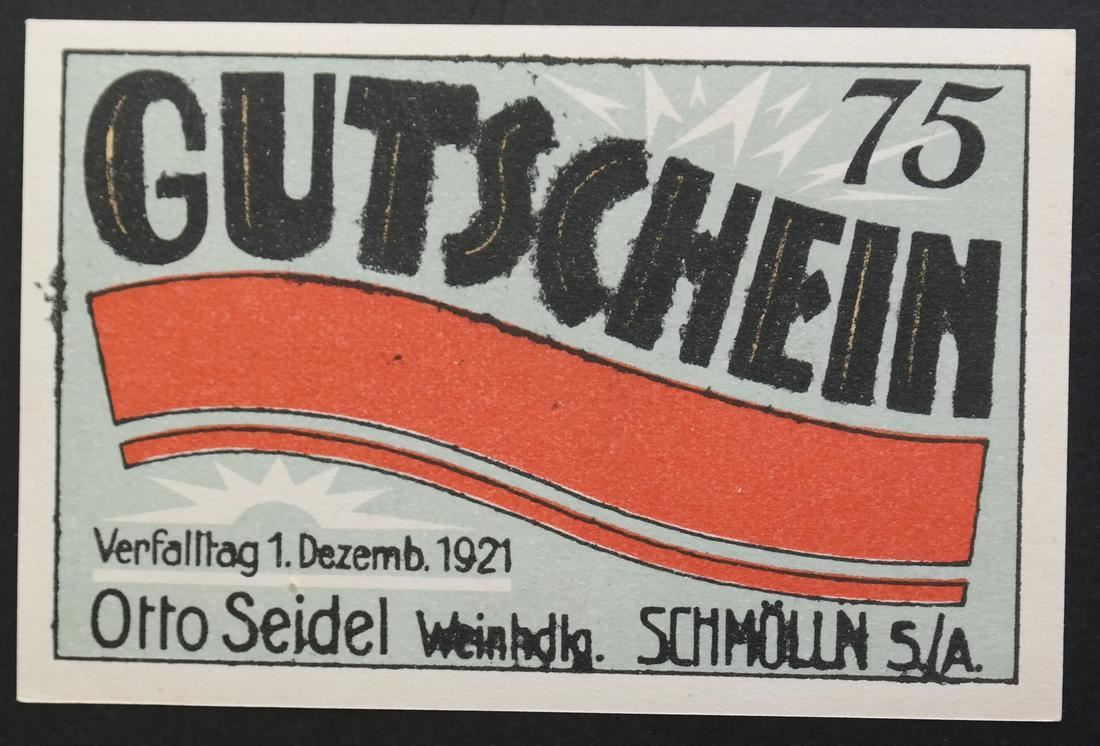 GUTSCHEIN
75
Verfalltag 1. Dezemb. 1921
Otto Seidel Weinhdlg. SCHMÖLLN S./A.